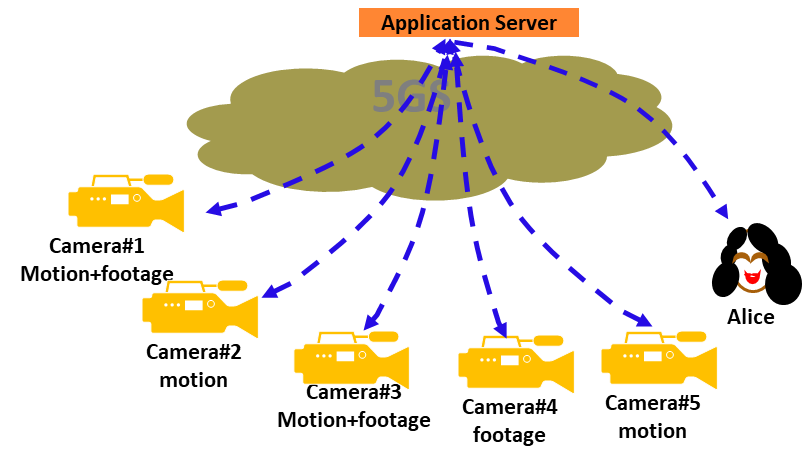 Application Server
5GS
Camera#1
Motion+footage
Camera#2
motion
Camera#3
Motion+footage
Camera#4
footage
Camera#5
motion
Alice